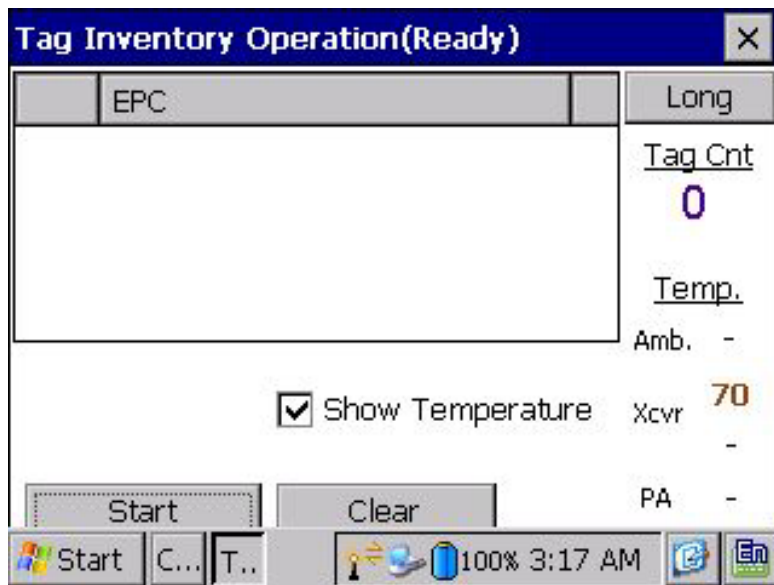 Tag Inventory Operation(Ready)
EPC
Long
Tag Cnt
0
Temp.
Amb. -
Show Temperature
Xcvr 70
-
Start Clear
PA -
Start C... T.. 100% 3:17 AM En